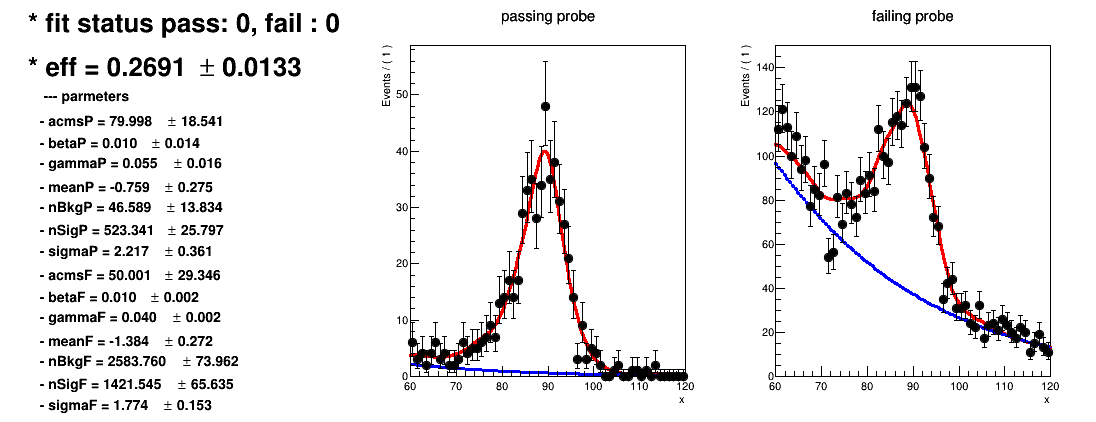 * fit status pass: 0, fail : 0
* eff = 0.2691 ± 0.0133
--- parmeters
- acmsP = 79.998 ± 18.541
- betaP = 0.010 ± 0.014
- gammaP = 0.055 ± 0.016
- meanP = -0.759 ± 0.275
- nBkgP = 46.589 ± 13.834
- nSigP = 523.341 ± 25.797
- sigmaP = 2.217 ± 0.361
- acmsF = 50.001 ± 29.346
- betaF = 0.010 ± 0.002
- gammaF = 0.040 ± 0.002
- meanF = -1.384 ± 0.272
- nBkgF = 2583.760 ± 73.962
- nSigF = 1421.545 ± 65.635
- sigmaF = 1.774 ± 0.153
passing probe
Events / ( 1 )
50
40
30
20
10
0
60 70 80 90 100 110 120
x
failing probe
Events / ( 1 )
140
120
100
80
60
40
20
0
60 70 80 90 100 110 120
x